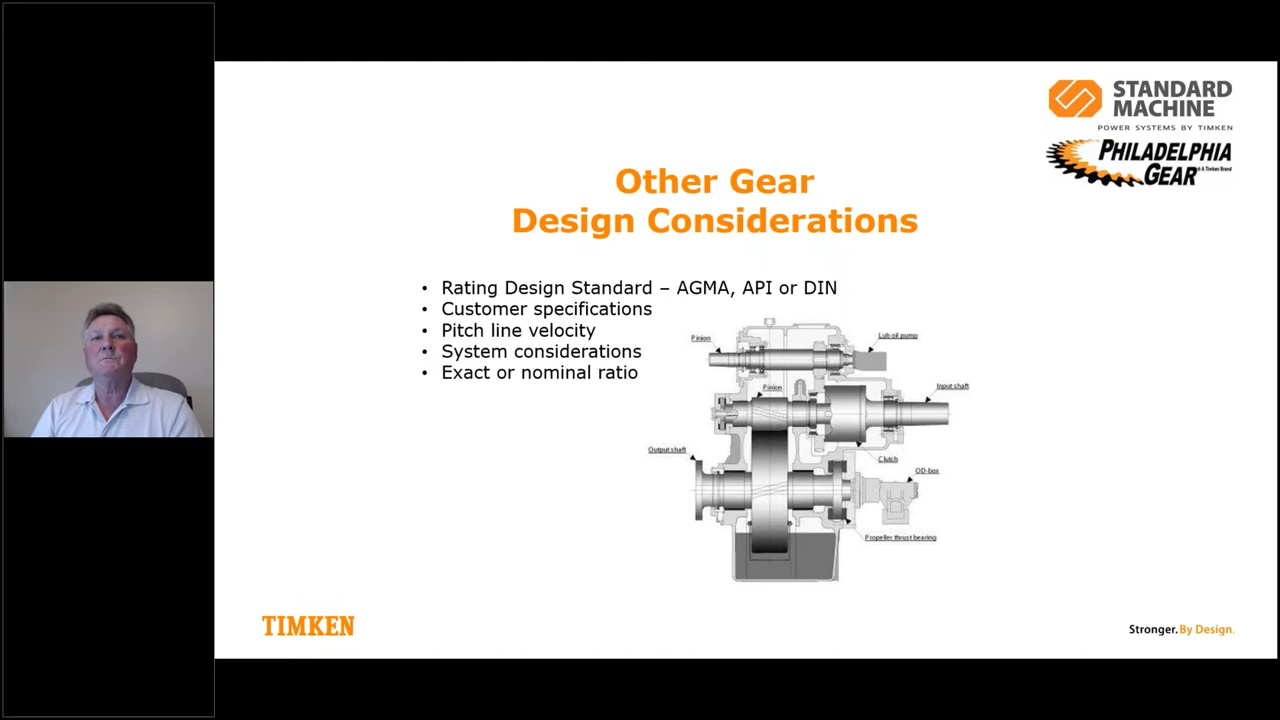 STANDARD
MACHINE
POWER SYSTEMS BY TIMKEN
PHILADELPHIA
GEAR
A Timken Brand
Other Gear
Design Considerations
• Rating Design Standard – AGMA, API or DIN
• Customer specifications
• Pitch line velocity
• System considerations
• Exact or nominal ratio
Pinion
Lub oil pump
Pinion
Input shaft
Output shaft
Clutch
OD-box
Propeller thrust bearing
TIMKEN
Stronger. By Design.